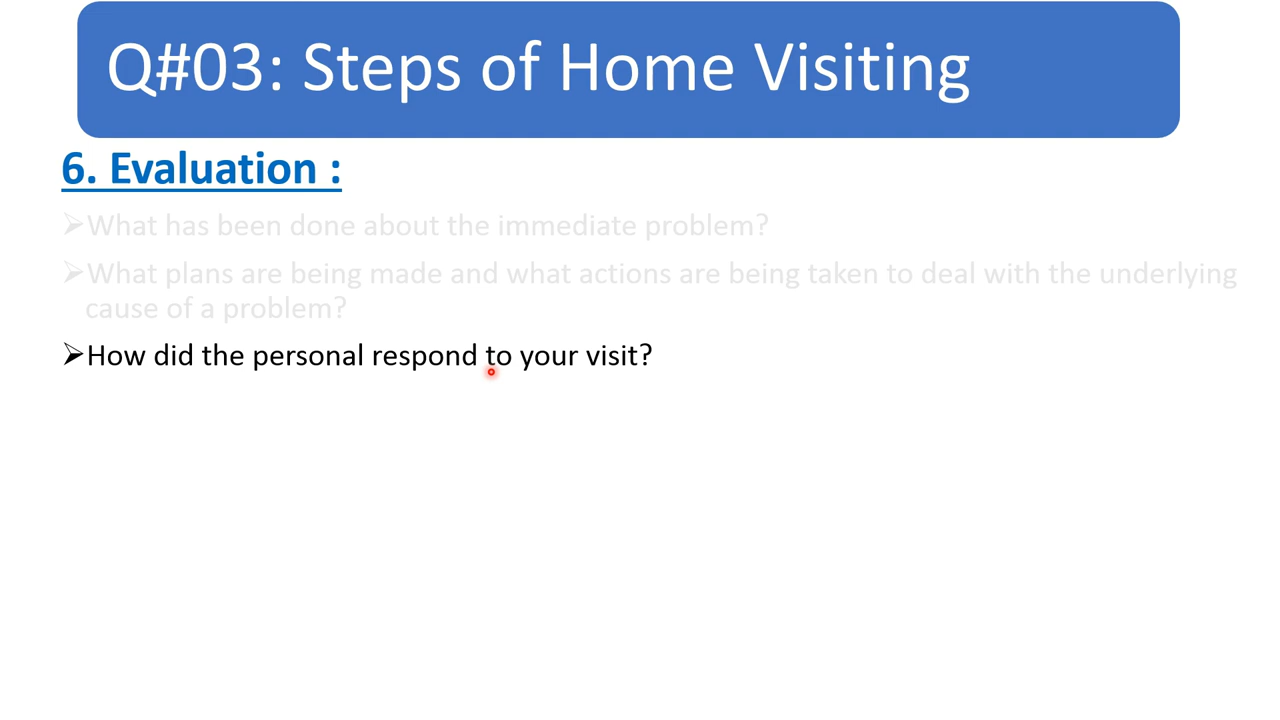 Q#03: Steps of Home Visiting
6. Evaluation :
➢What has been done about the immediate problem?
➢What plans are being made and what actions are being taken to deal with the underlying
cause of a problem?
➢How did the personal respond to your visit?